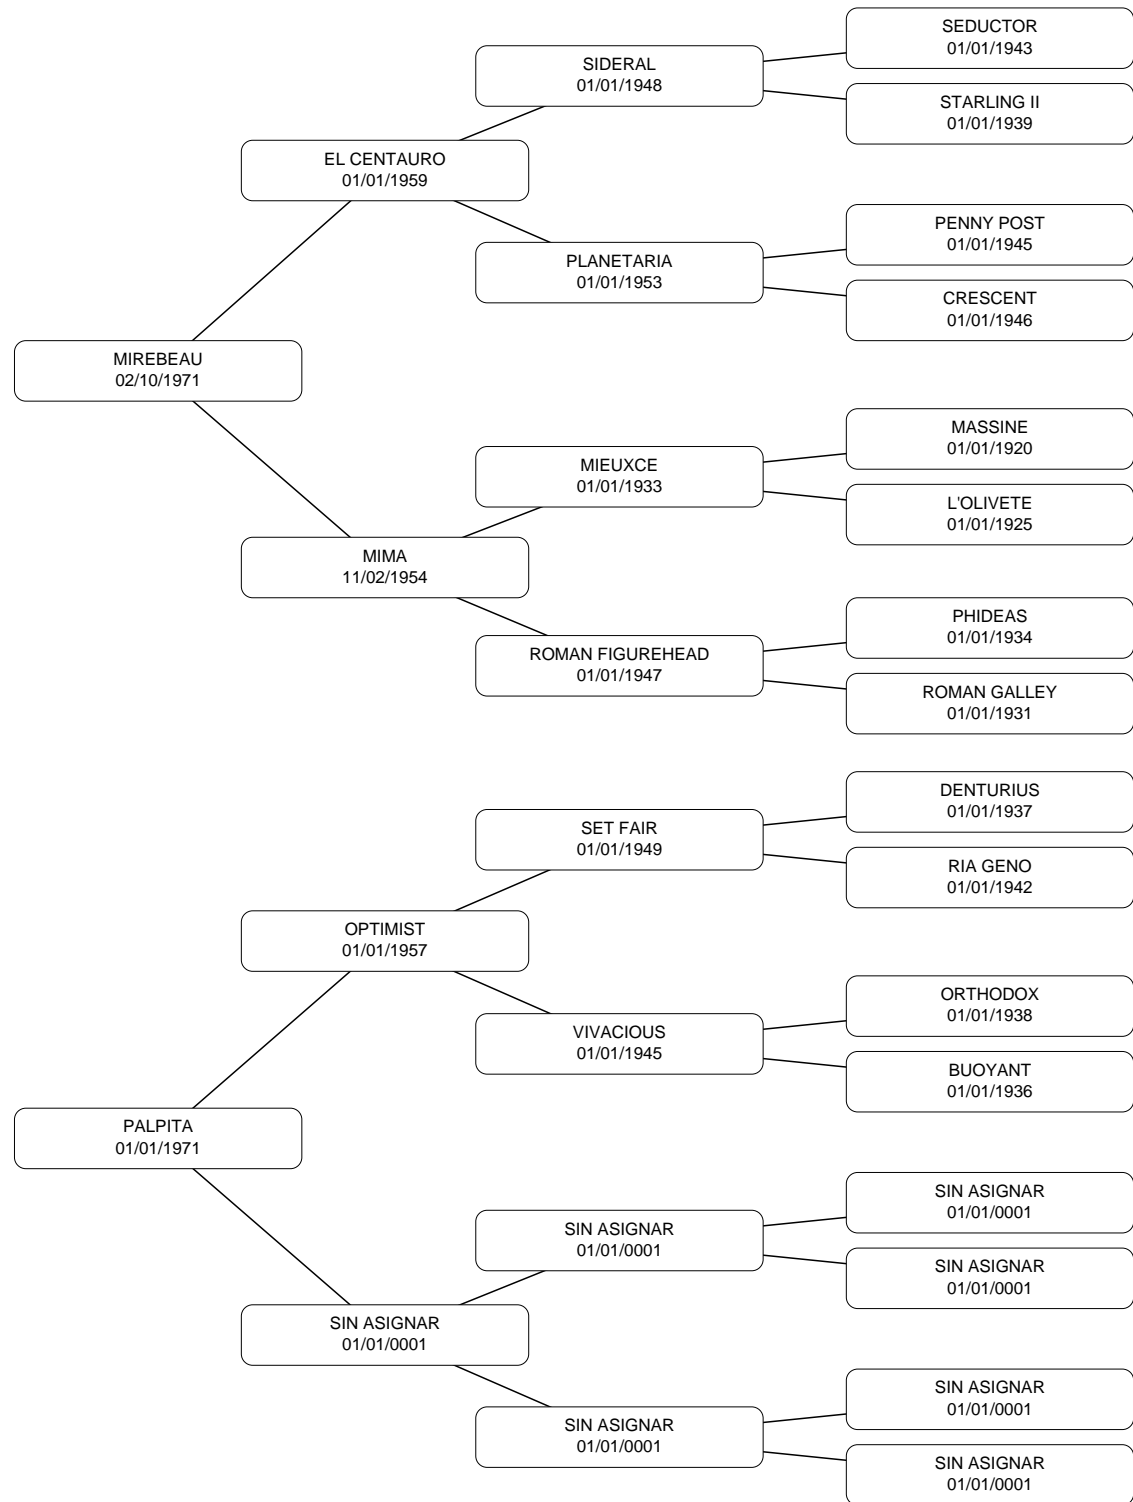 SEDUCTOR
01/01/1943
SIDERAL
01/01/1948
STARLING II
01/01/1939
EL CENTAURO
01/01/1959
PENNY POST
01/01/1945
PLANETARIA
01/01/1953
CRESCENT
01/01/1946
MIREBEAU
02/10/1971
MASSINE
01/01/1920
MIEUXCE
01/01/1933
L'OLIVETE
01/01/1925
MIMA
11/02/1954
PHIDEAS
01/01/1934
ROMAN FIGUREHEAD
01/01/1947
ROMAN GALLEY
01/01/1931
DENTURIUS
01/01/1937
SET FAIR
01/01/1949
RIA GENO
01/01/1942
OPTIMIST
01/01/1957
ORTHODOX
01/01/1938
VIVACIOUS
01/01/1945
BUOYANT
01/01/1936
PALPITA
01/01/1971
SIN ASIGNAR
01/01/0001
SIN ASIGNAR
01/01/0001
SIN ASIGNAR
01/01/0001
SIN ASIGNAR
01/01/0001
SIN ASIGNAR
01/01/0001
SIN ASIGNAR
01/01/0001
SIN ASIGNAR
01/01/0001